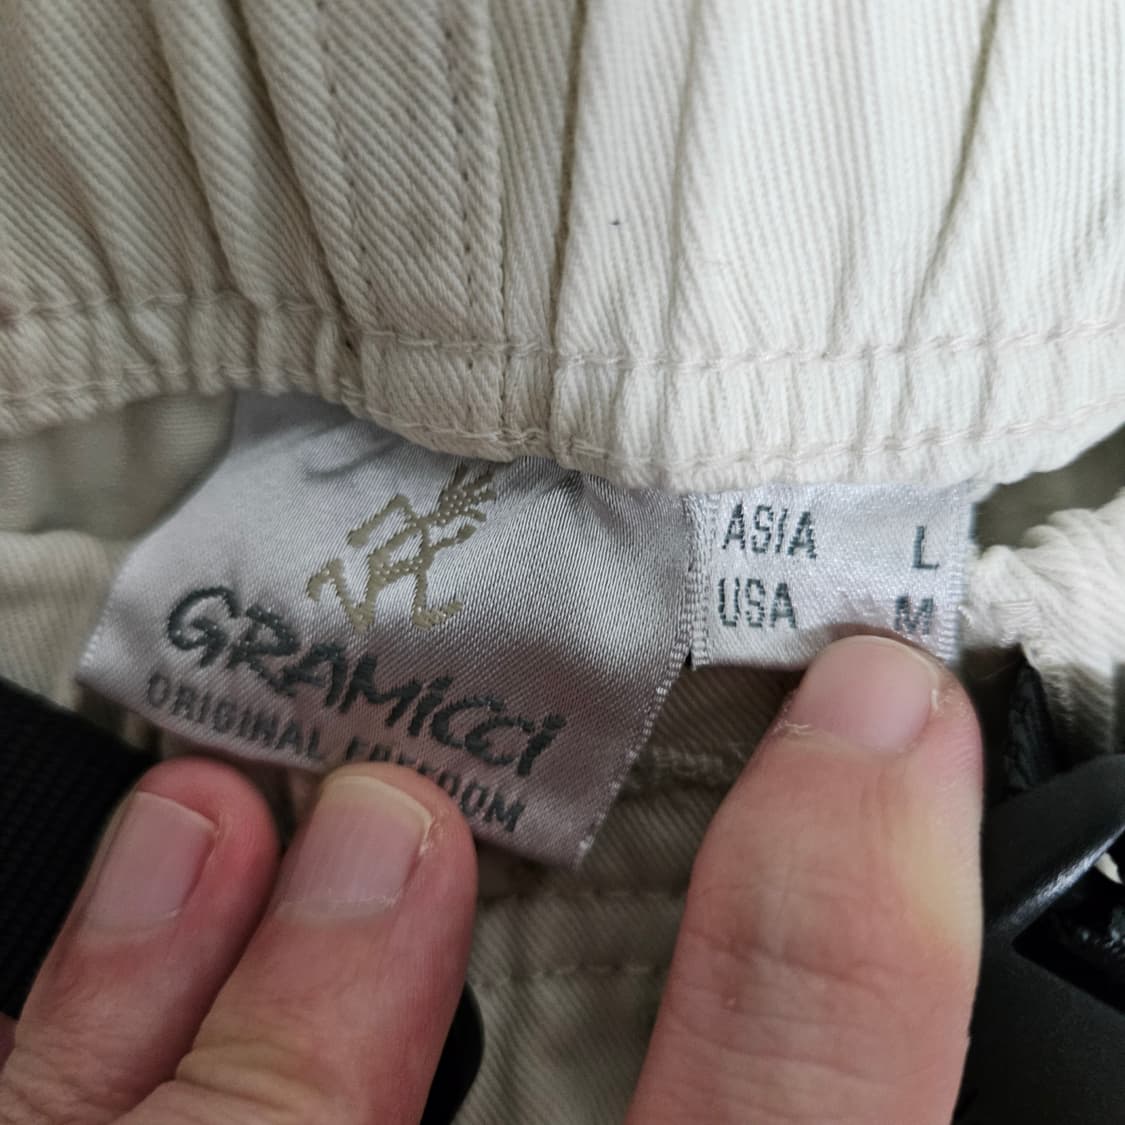 GRAMICCI
ORIGINAL FREEDOM
ASIA L
USA M